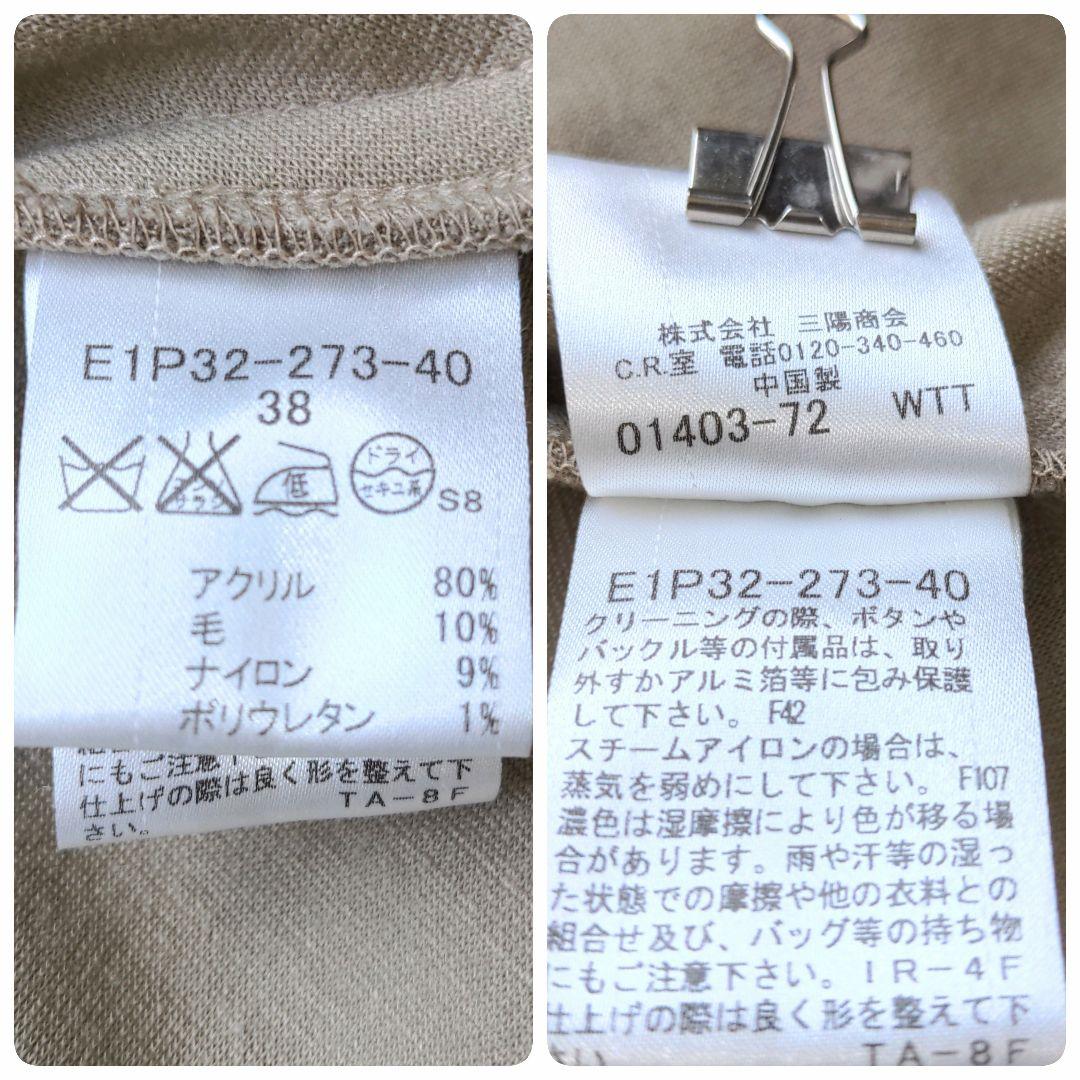 E1P32-273-40
38
エンソ
サラシ
低
ドライ
セキユ系
S8
アクリル 80%
毛 10%
ナイロン 9%
ポリウレタン 1%
にもご注意下
仕上げの際は良く形を整えて下
さい。 TA-8F
株式会社 三陽商会
C.R.室 電話0120-340-460
中国製
01403-72 WTT
E1P32-273-40
クリーニングの際、ボタンや
バックル等の付属品は、取り
外すかアルミ箔等に包み保護
して下さい。 F42
スチームアイロンの場合は、
蒸気を弱めにして下さい。 F107
濃色は湿摩擦により色が移る場
合があります。雨や汗等の湿っ
た状態での摩擦や他の衣料との
組合せ及び、バッグ等の持ち物
にもご注意下さい。 IR-4F
仕上げの際は良く形を整えて下
さい TA-8F